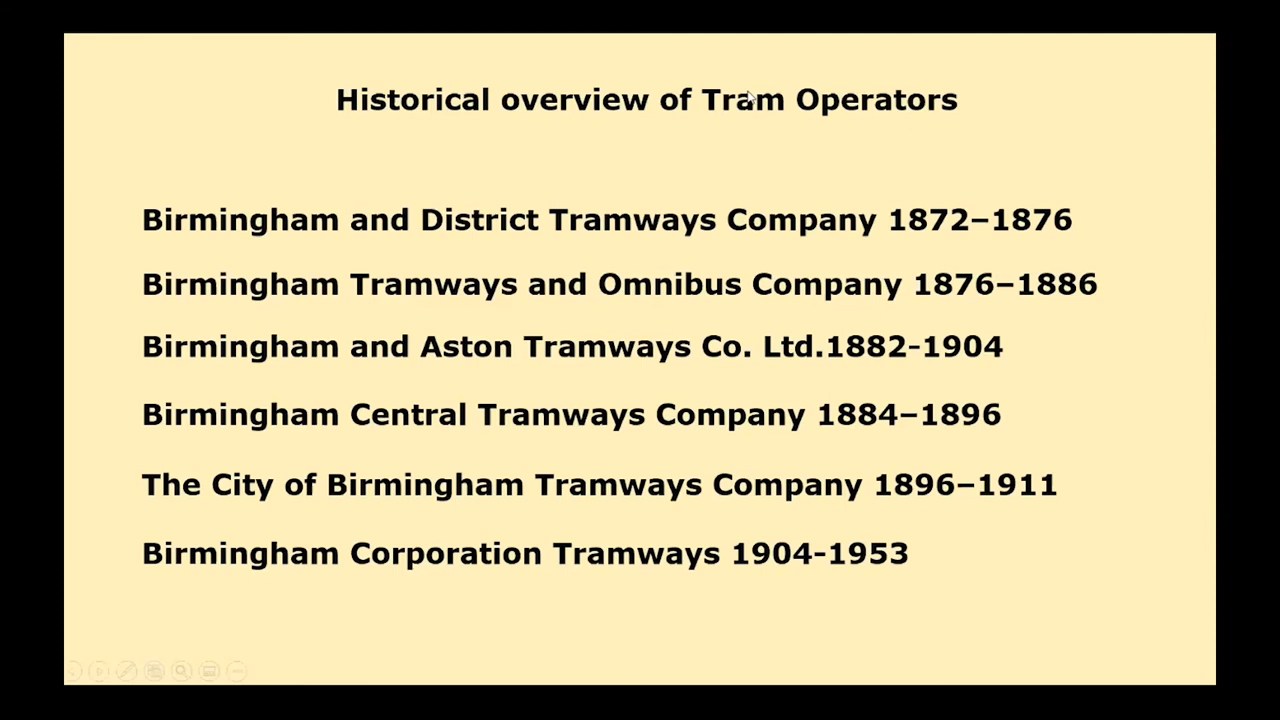 Historical overview of Tram Operators
Birmingham and District Tramways Company 1872–1876
Birmingham Tramways and Omnibus Company 1876–1886
Birmingham and Aston Tramways Co. Ltd.1882-1904
Birmingham Central Tramways Company 1884–1896
The City of Birmingham Tramways Company 1896–1911
Birmingham Corporation Tramways 1904-1953